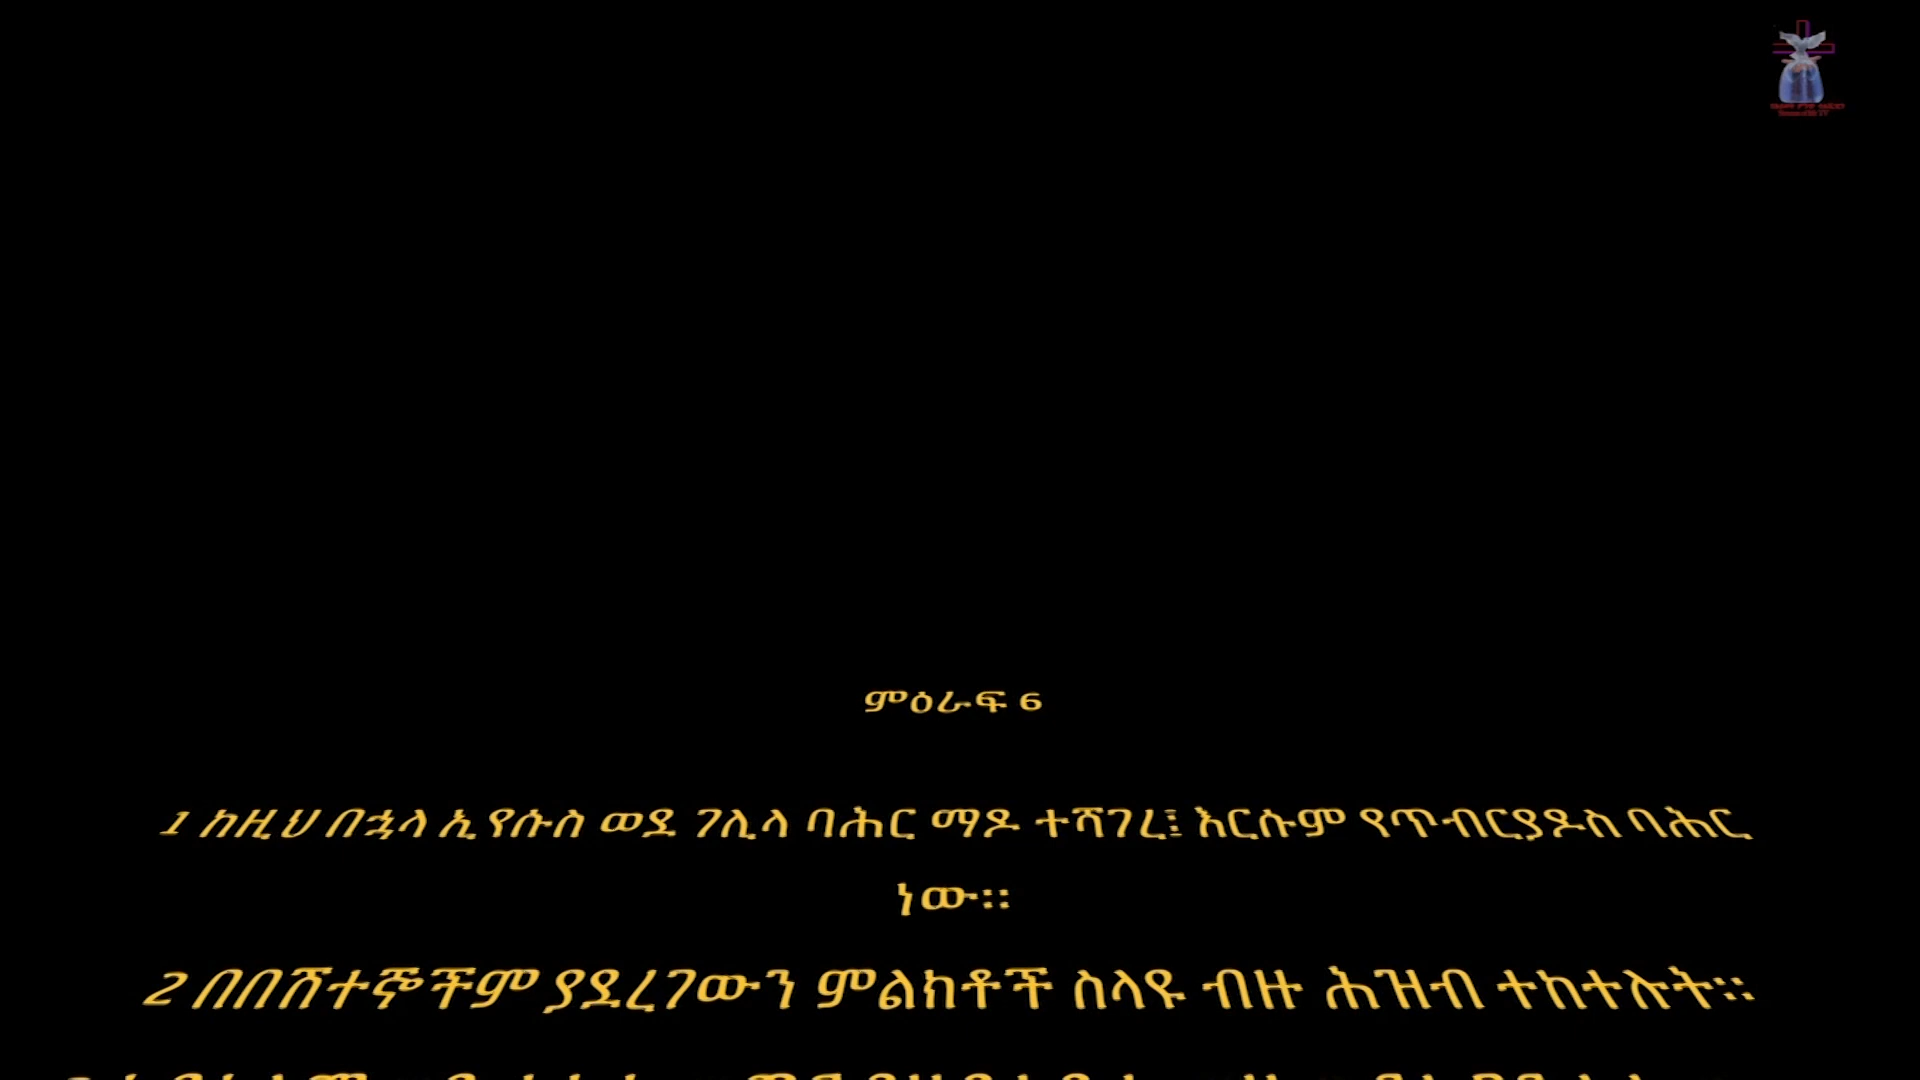 ምዕራፍ 6
1 ከዚህ በኋላ ኢየሱስ ወደ ገሊላ ባሕር ማዶ ተሻገረ፤ እርሱም የጥብርያዶስ ባሕር
ነው።
2 በበሽተኞችም ያደረገውን ምልክቶች ስላዩ ብዙ ሕዝብ ተከተሉት።